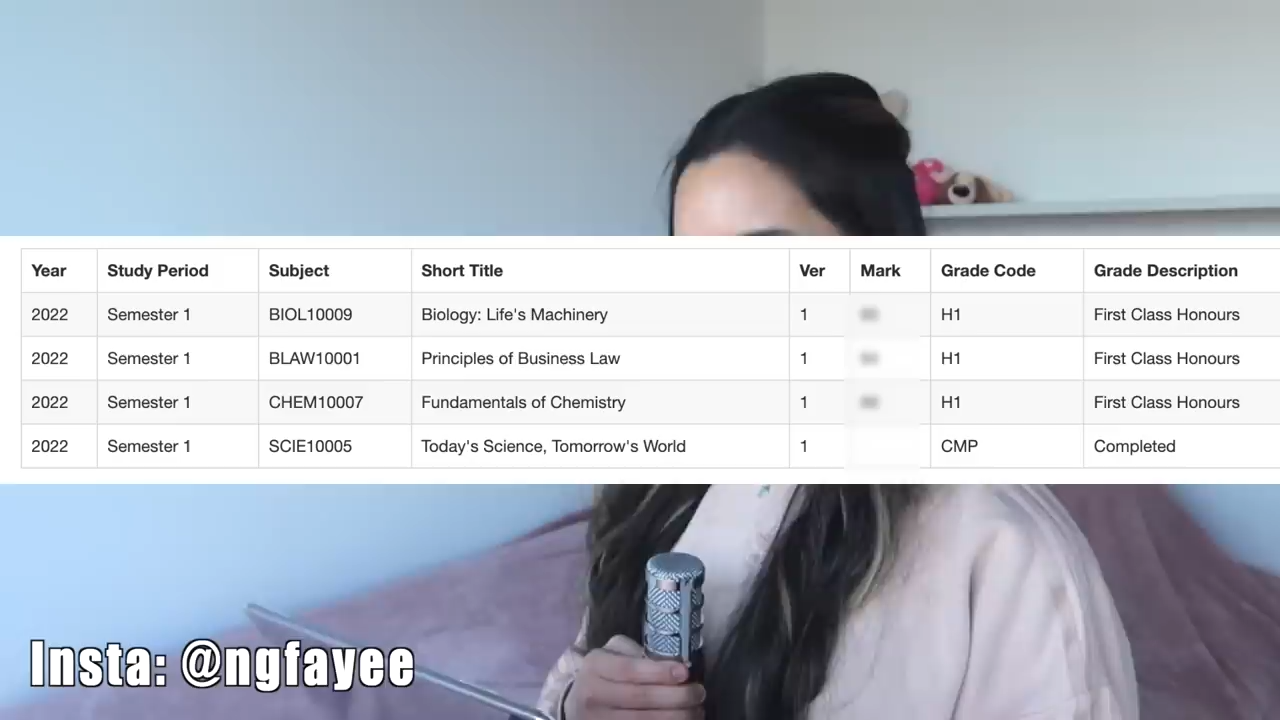 Year Study Period Subject Short Title Ver Mark Grade Code Grade Description
2022 Semester 1 BIOL10009 Biology: Life's Machinery 1 H1 First Class Honours
2022 Semester 1 BLAW10001 Principles of Business Law 1 H1 First Class Honours
2022 Semester 1 CHEM10007 Fundamentals of Chemistry 1 H1 First Class Honours
2022 Semester 1 SCIE10005 Today's Science, Tomorrow's World 1 CMP Completed
Insta: @ngfayee